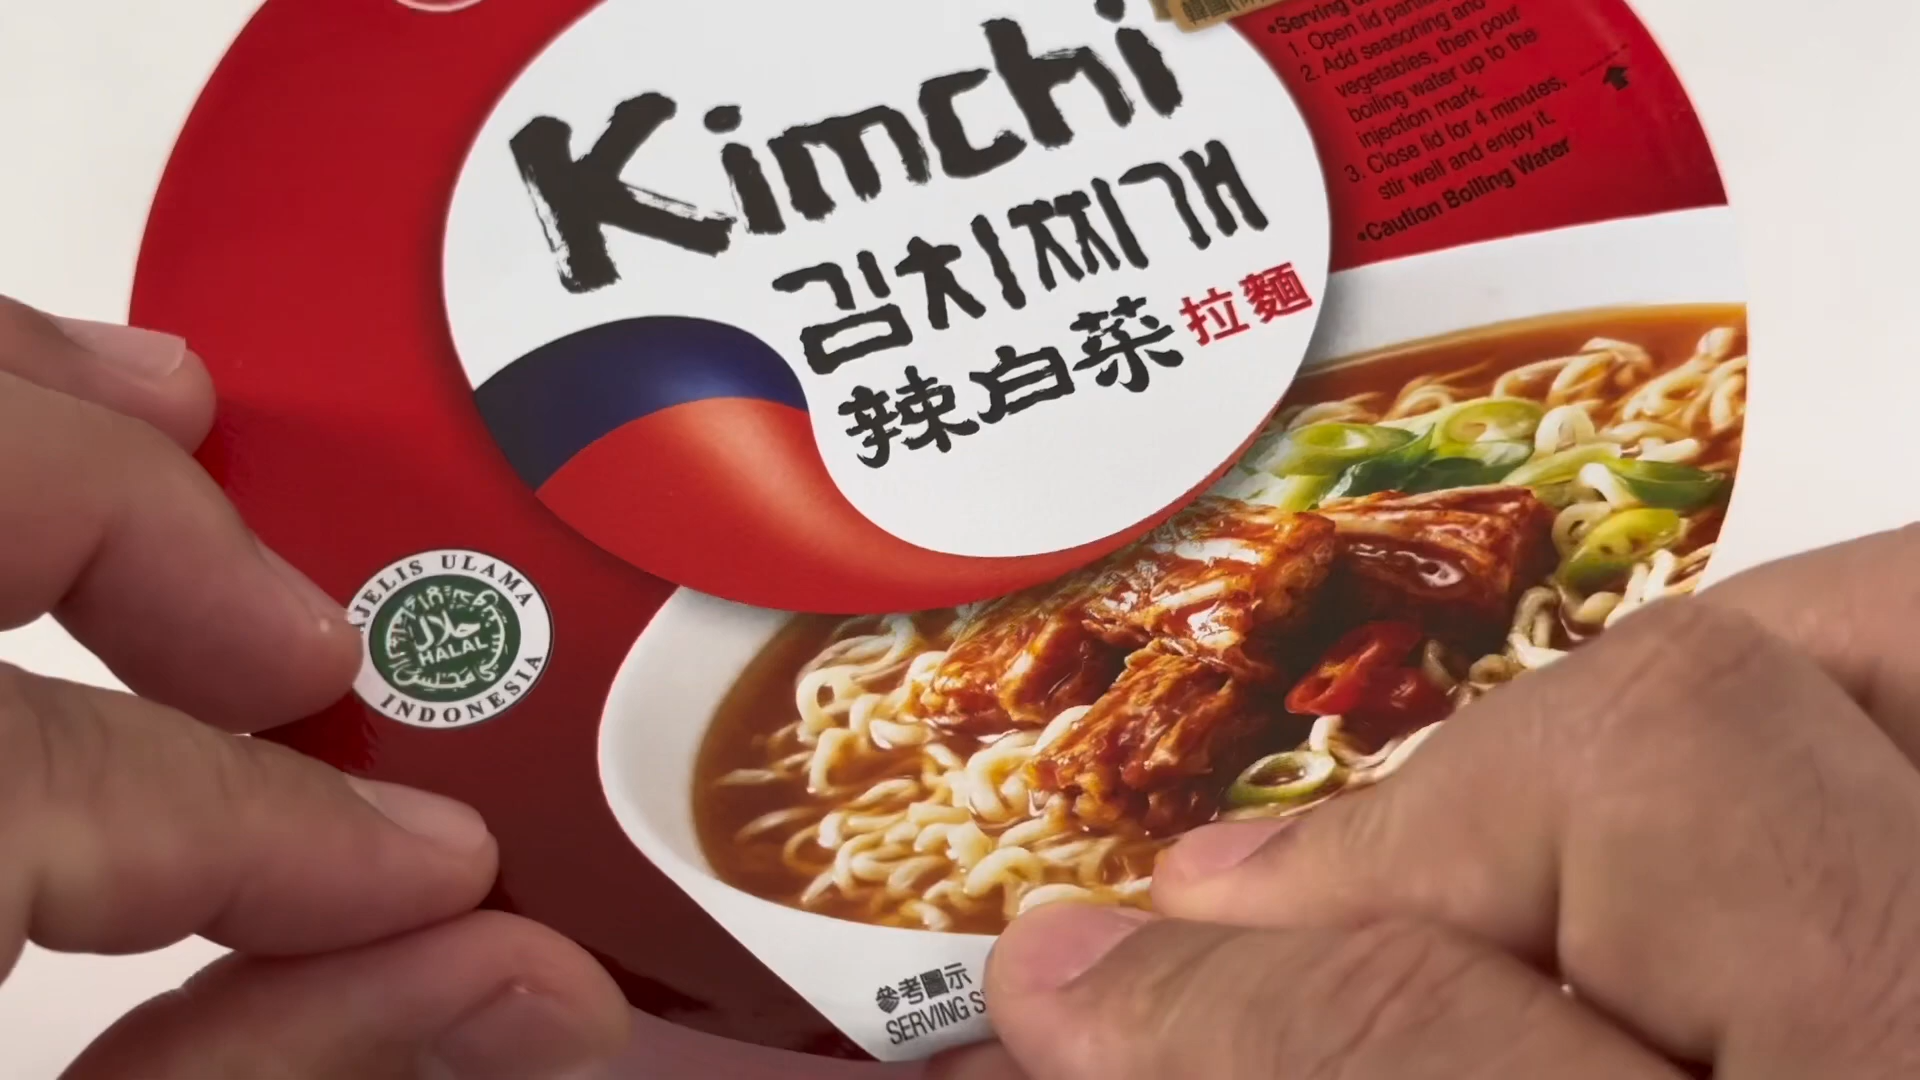 Kimchi
김치찌개
辣白菜 拉麵
•Serving
1. Open lid
2. Add seasoning and
vegetables, then pour
boiling water up to the
injection mark.
3. Close lid for 4 minutes,
stir well and enjoy it.
•Caution Boiling Water
ULAMA
حلال
HALAL
مجلس
INDONESIA
參考圖示
SERVING